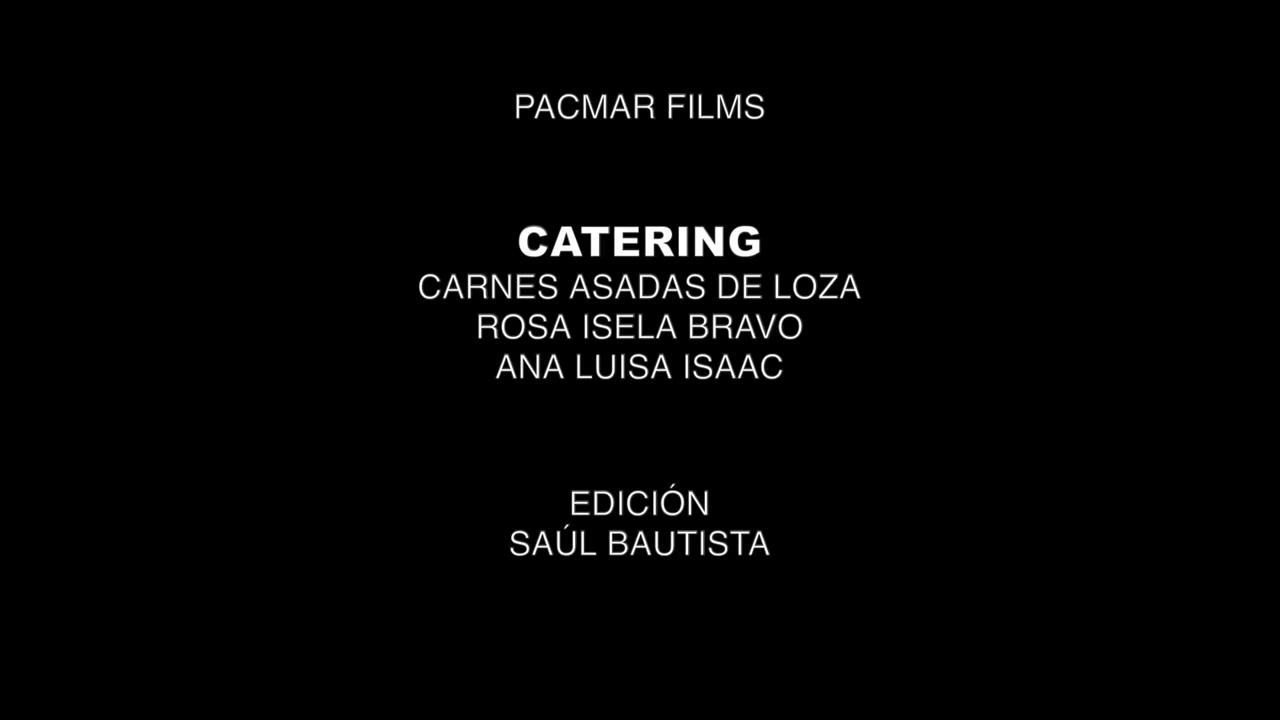 PACMAR FILMS
CATERING
CARNES ASADAS DE LOZA
ROSA ISELA BRAVO
ANA LUISA ISAAC
EDICIÓN
SAÚL BAUTISTA